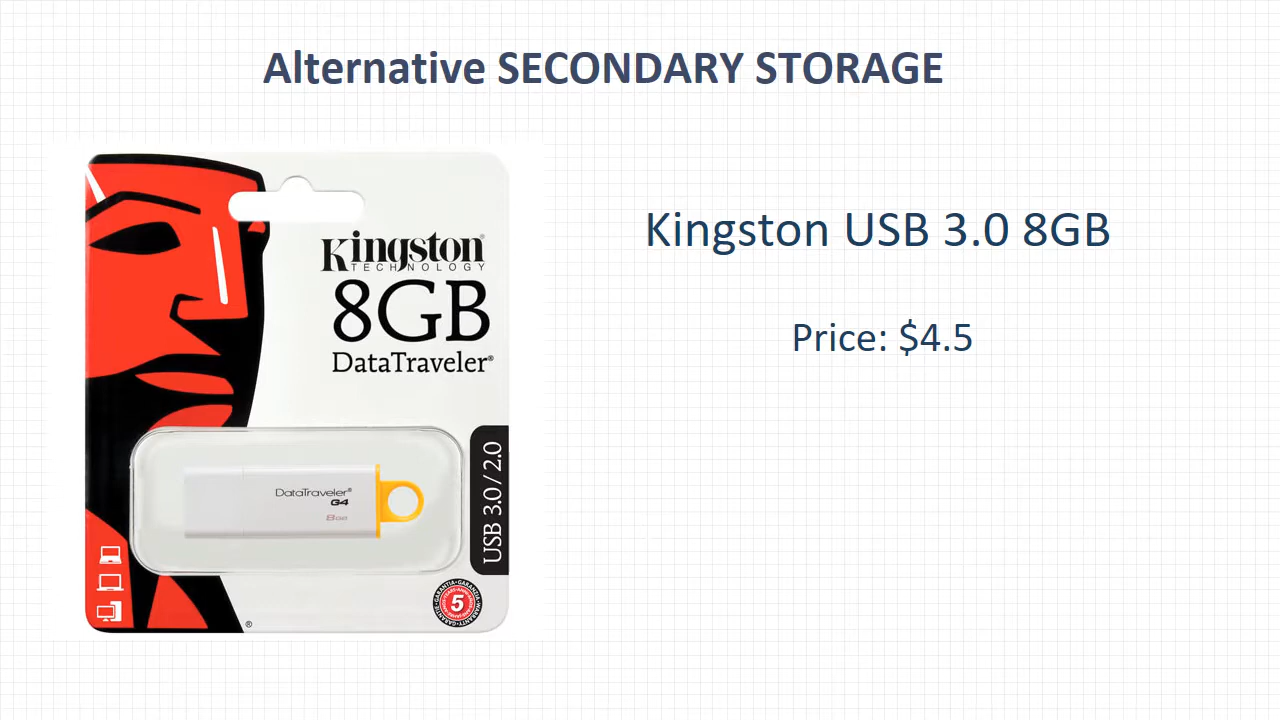 Alternative SECONDARY STORAGE
Kingston®
TECHNOLOGY
8GB
DataTraveler®
Kingston USB 3.0 8GB
Price: $4.5
DataTraveler®
G4
8GB
USB 3.0 / 2.0
5
®